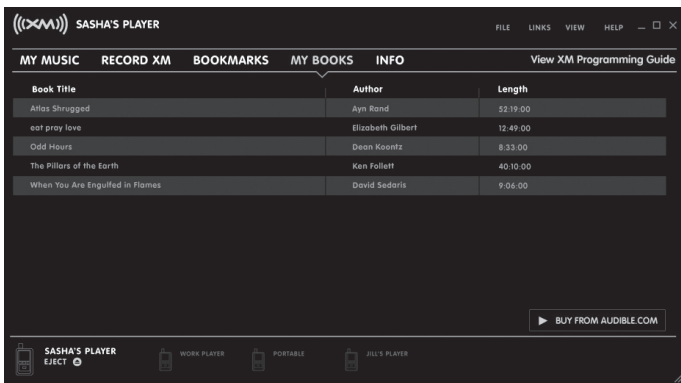 ((XM)) SASHA'S PLAYER
FILE LINKS VIEW HELP
MY MUSIC RECORD XM BOOKMARKS MY BOOKS INFO View XM Programming Guide
Book Title Author Length
Atlas Shrugged Ayn Rand 52:19:00
eat pray love Elizabeth Gilbert 12:49:00
Odd Hours Dean Koontz 8:33:00
The Pillars of the Earth Ken Follett 40:10:00
When You Are Engulfed in Flames David Sedaris 9:06:00
BUY FROM AUDIBLE.COM
SASHA'S PLAYER
EJECT
WORK PLAYER PORTABLE JILL'S PLAYER